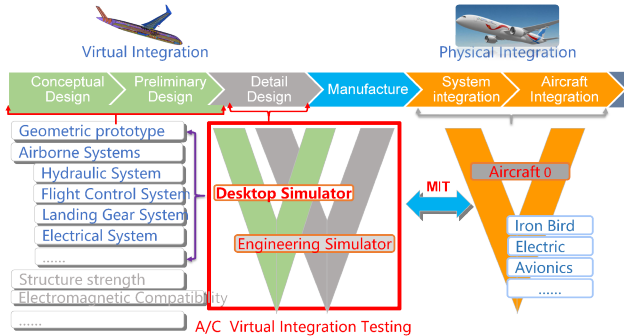 Virtual Integration
Physical Integration
Conceptual
Design
Preliminary
Design
Detail
Design
Manufacture
System
integration
Aircraft
Integration
Geometric prototype
Airborne Systems
Hydraulic System
Flight Control System
Landing Gear System
Electrical System
......
Structure strength
Electromagnetic Compatibility
......
Desktop Simulator
Engineering Simulator
A/C Virtual Integration Testing
MIT
Aircraft 0
Iron Bird
Electric
Avionics
......